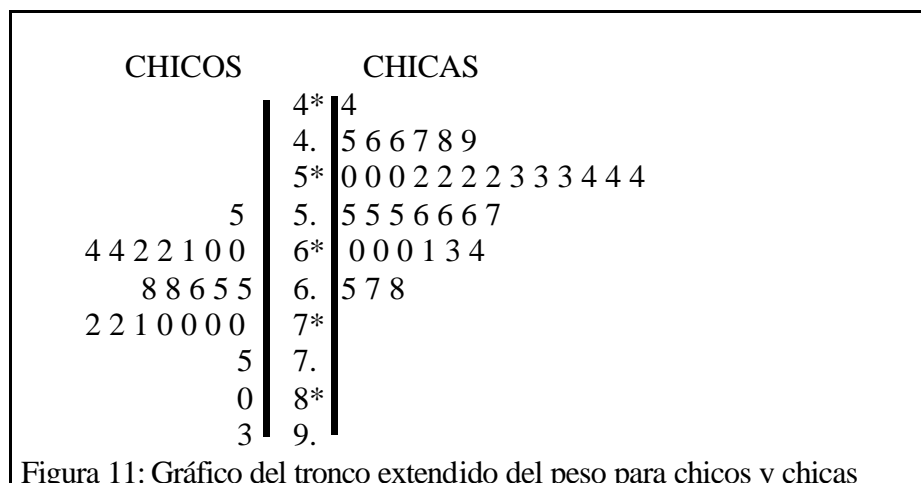 CHICOS CHICAS
4* 4
4. 5 6 6 7 8 9
5* 0 0 0 2 2 2 2 3 3 3 4 4 4
5 5. 5 5 5 6 6 6 7
4 4 2 2 1 0 0 6* 0 0 0 1 3 4
8 8 6 5 5 6. 5 7 8
2 2 1 0 0 0 0 7*
5 7.
0 8*
3 9.
Figura 11: Gráfico del tronco extendido del peso para chicos y chicas